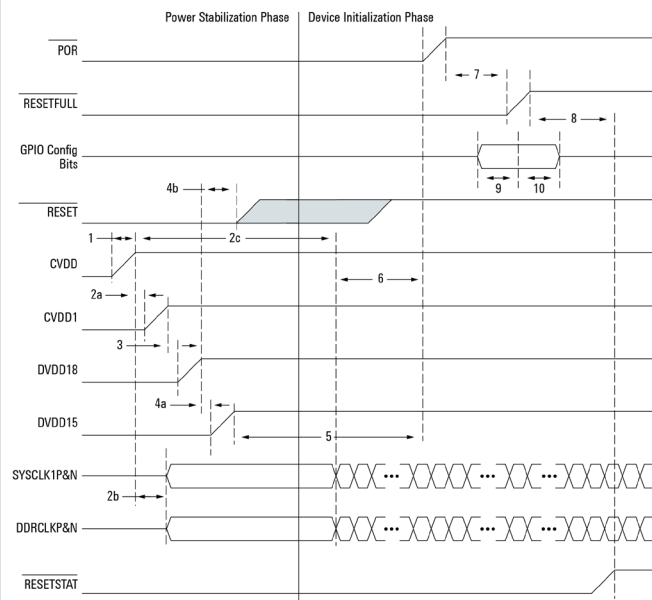 Power Stabilization Phase
Device Initialization Phase
POR
7
RESETFULL
8
GPIO Config
Bits
9
10
4b
RESET
1
2c
CVDD
6
2a
CVDD1
3
DVDD18
4a
DVDD15
5
SYSCLK1P&N
•••
•••
•••
2b
DDRCLKP&N
•••
•••
•••
RESETSTAT